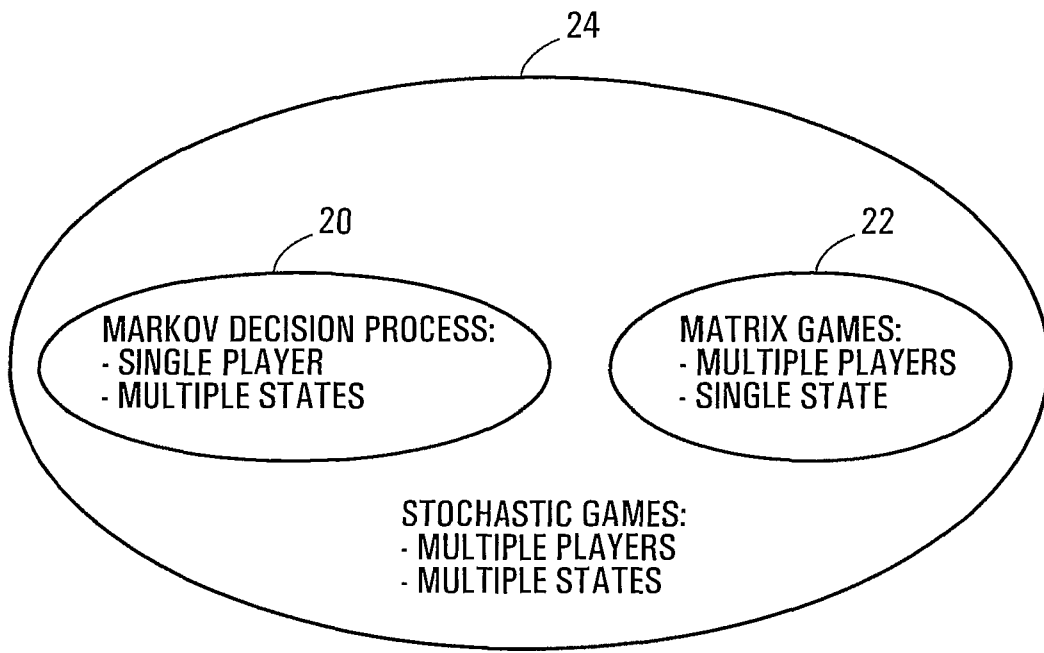 24
20
22
MARKOV DECISION PROCESS:
- SINGLE PLAYER
- MULTIPLE STATES
MATRIX GAMES:
- MULTIPLE PLAYERS
- SINGLE STATE
STOCHASTIC GAMES:
- MULTIPLE PLAYERS
- MULTIPLE STATES